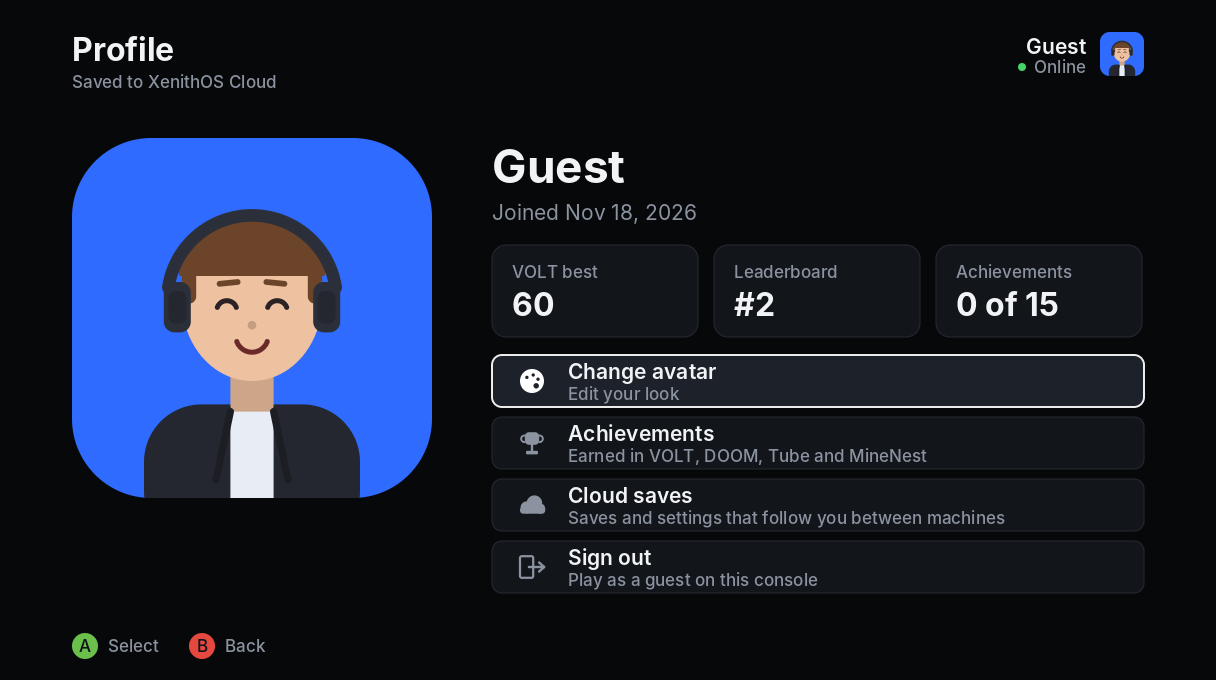 Profile
Saved to XenithOS Cloud
Guest
Online
Guest
Joined Nov 18, 2026
VOLT best
60
Leaderboard
#2
Achievements
0 of 15
Change avatar
Edit your look
Achievements
Earned in VOLT, DOOM, Tube and MineNest
Cloud saves
Saves and settings that follow you between machines
Sign out
Play as a guest on this console
A Select B Back